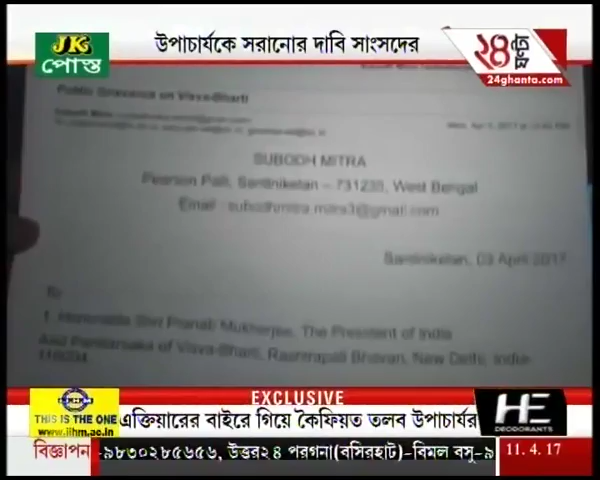 JK
পোস্ত
উপাচার্যকে সরানোর দাবি সাংসদের
২৪ ঘণ্টা
24ghanta.com
Public Grievance on Visva-Bharti
SUBODH MITRA
Pearson Palli, Santiniketan – 731235, West Bengal
Email : subodhmitra.mitra3@gmail.com
Santiniketan, 03 April 2017
To
1. Honorable Shri Pranab Mukherjee, The President of India
And Paridarsaka of Visva-Bharti, Rashtrapati Bhavan, New Delhi, India-
110004
EXCLUSIVE
THIS IS THE ONE
www.iihm.ac.in
এক্তিয়ারের বাইরে গিয়ে কৈফিয়ত তলব উপাচার্যর
HE
DEODORANTS
বিজ্ঞাপন
-৯৮৩০২৮৫৬৫৬, উত্তর২৪ পরগনা(বসিরহাট)-বিমল বসু-৯
11.4.17